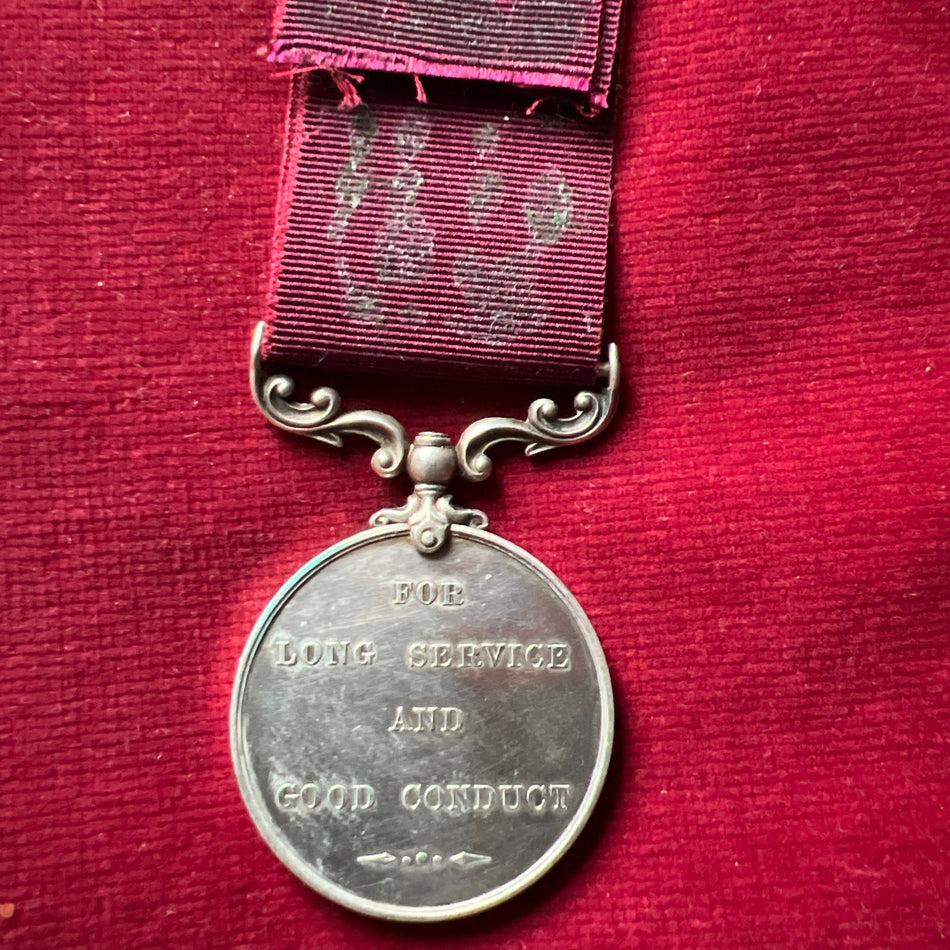 FOR
LONG SERVICE
AND
GOOD CONDUCT